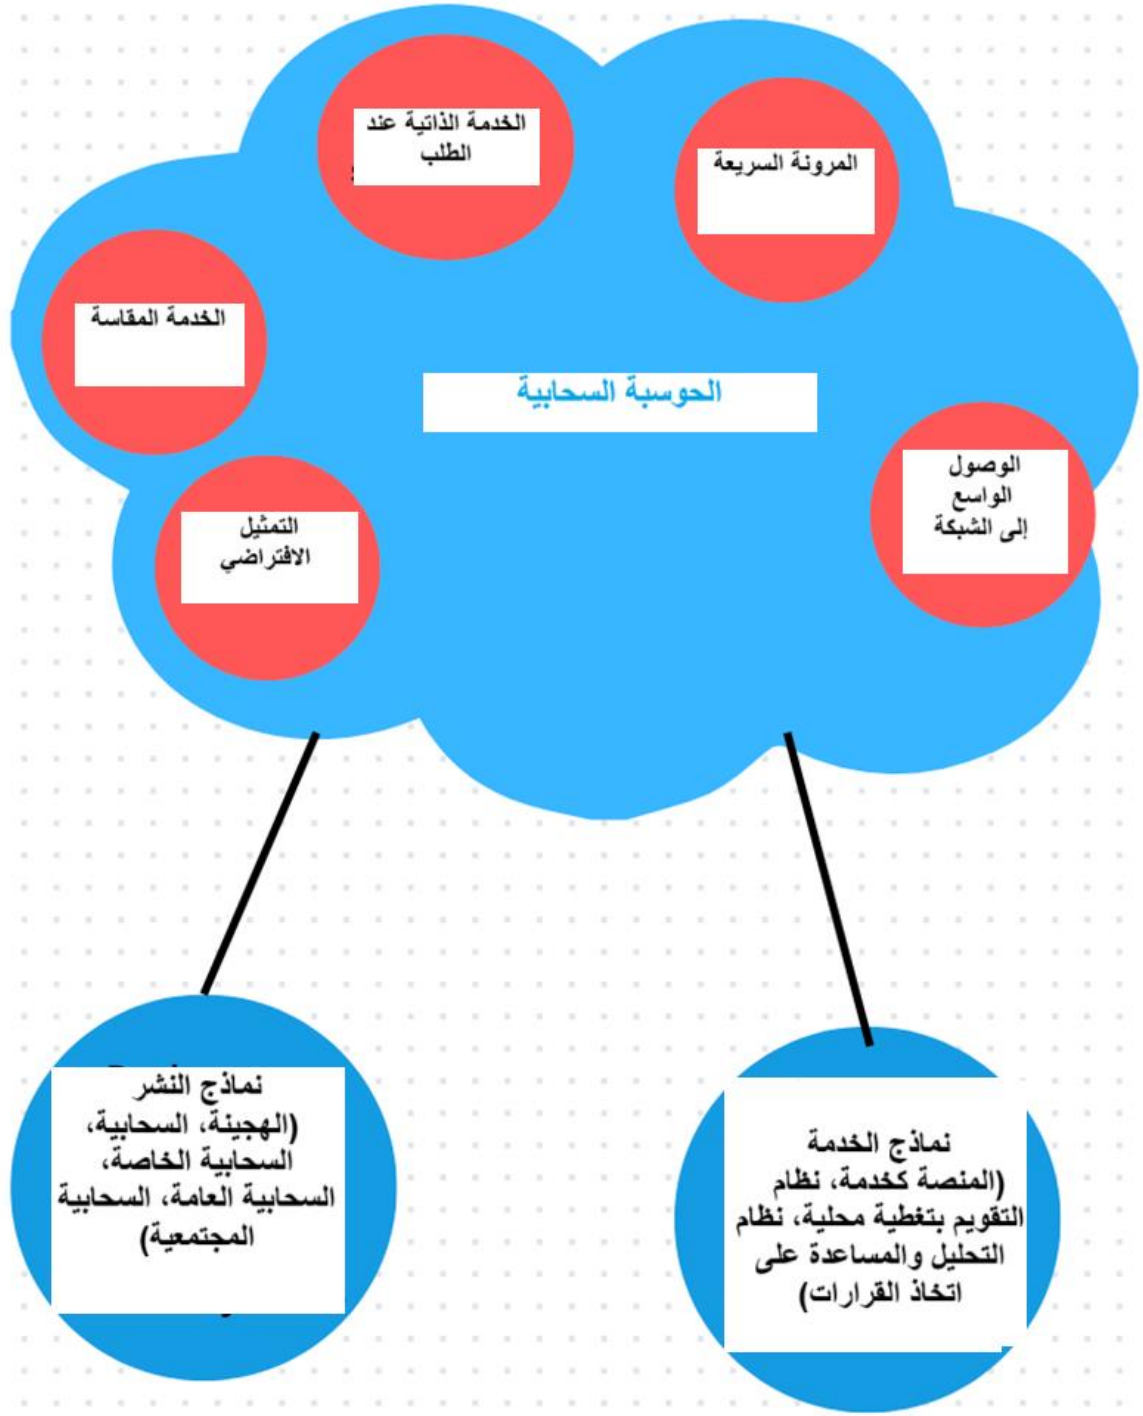 الخدمة الذاتية عند
الطلب
المرونة السريعة
الخدمة المقاسة
الحوسبة السحابية
الوصول
الواسع
إلى الشبكة
التمثيل
الافتراضي
نماذج النشر
(الهجينة، السحابية،
السحابية الخاصة،
السحابية العامة، السحابية
المجتمعية)
نماذج الخدمة
(المنصة كخدمة، نظام
التقويم بتغطية محلية، نظام
التحليل والمساعدة على
اتخاذ القرارات)